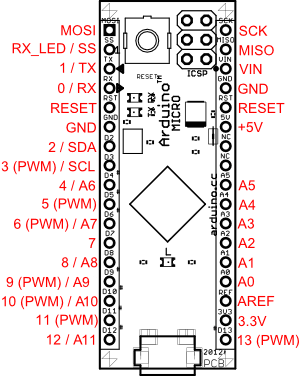 MOSI
RX_LED / SS
1 / TX
0 / RX
RESET
GND
2 / SDA
3 (PWM) / SCL
4 / A6
5 (PWM)
6 (PWM) / A7
7
8 / A8
9 (PWM) / A9
10 (PWM) / A10
11 (PWM)
12 / A11
MOSI
SS
TX
RX
RST
GND
D2
D3
D4
D5
D6
D7
D8
D9
D10
D11
D12
1
RESET
TM
ICSP
TX
RX
Arduino
MICRO
arduino.cc
L
2012
PCB
SCK
MISO
VIN
GND
RST
5V
NC
NC
A5
A4
A3
A2
A1
A0
REF
3V3
D13
SCK
MISO
VIN
GND
RESET
+5V
A5
A4
A3
A2
A1
A0
AREF
3.3V
13 (PWM)